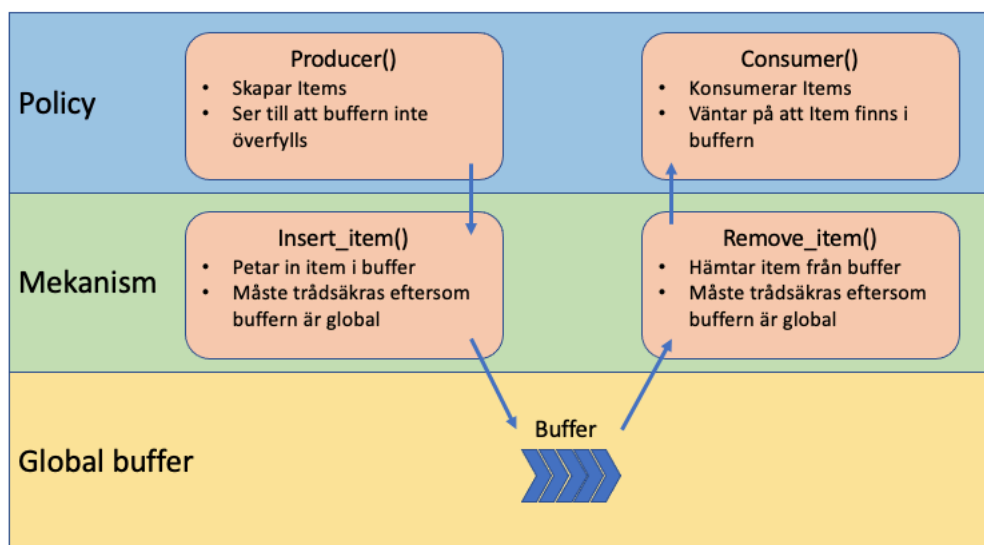 Policy
Producer()
• Skapar Items
• Ser till att buffern inte
överfylls
Consumer()
• Konsumerar Items
• Väntar på att Item finns i
buffern
Mekanism
Insert_item()
• Petar in item i buffer
• Måste trådsäkras eftersom
buffern är global
Remove_item()
• Hämtar item från buffer
• Måste trådsäkras eftersom
buffern är global
Global buffer
Buffer